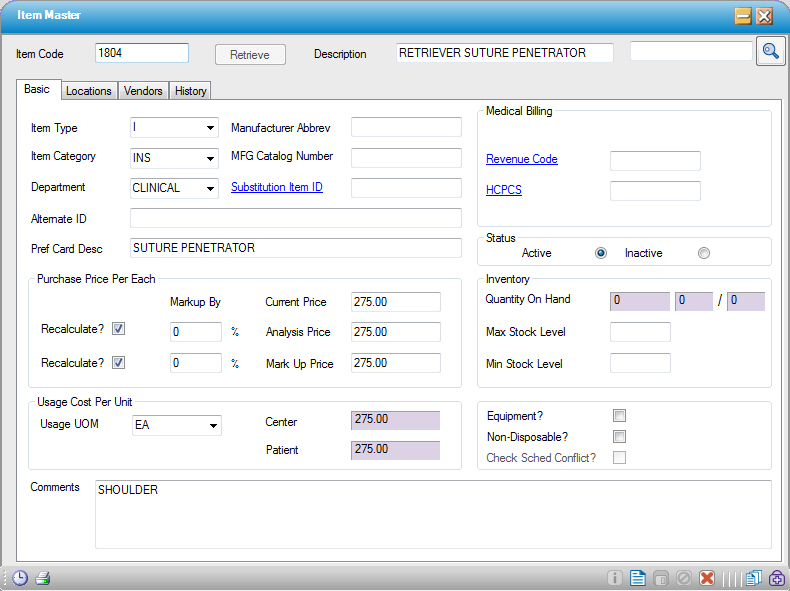 Item Master
Item Code 1804 Retrieve Description RETRIEVER SUTURE PENETRATOR
Basic Locations Vendors History
Item Type I Manufacturer Abbrev
Item Category INS MFG Catalog Number
Department CLINICAL Substitution Item ID
Alternate ID
Pref Card Desc SUTURE PENETRATOR
Medical Billing
Revenue Code
HCPCS
Status
Active Inactive
Purchase Price Per Each
Markup By Current Price 275.00
Recalculate? 0 % Analysis Price 275.00
Recalculate? 0 % Mark Up Price 275.00
Inventory
Quantity On Hand 0 0 / 0
Max Stock Level
Min Stock Level
Usage Cost Per Unit
Usage UOM EA Center 275.00
Patient 275.00
Equipment?
Non-Disposable?
Check Sched Conflict?
Comments SHOULDER